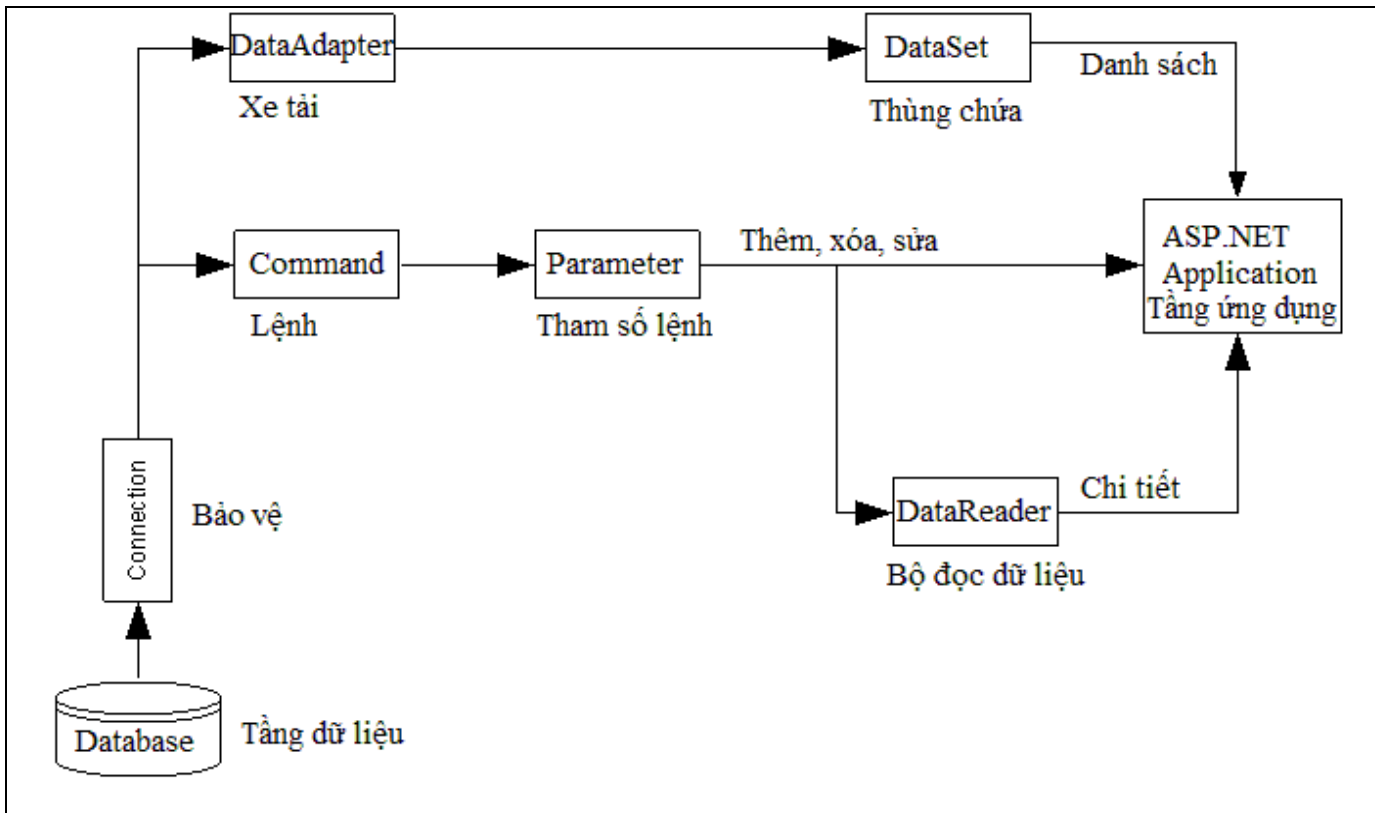 DataAdapter
DataSet
Danh sách
Xe tải
Thùng chứa
Command
Parameter
Thêm, xóa, sửa
ASP.NET
Application
Tầng ứng dụng
Lệnh
Tham số lệnh
Connection
Bảo vệ
DataReader
Chi tiết
Bộ đọc dữ liệu
Database
Tầng dữ liệu